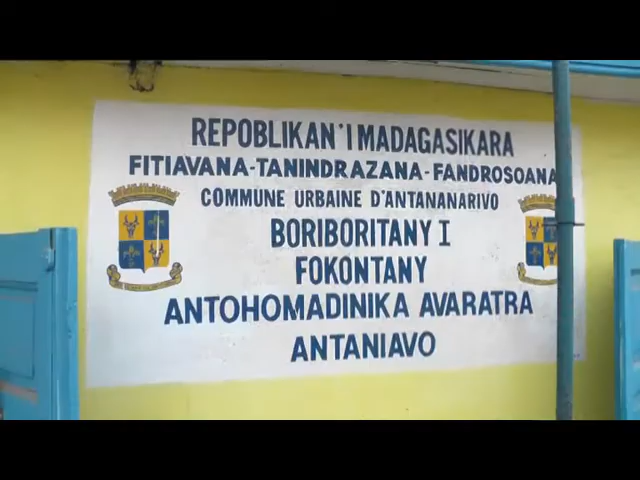 REPOBLIKAN'I MADAGASIKARA
FITIAVANA-TANINDRAZANA-FANDROSOANA
COMMUNE URBAINE D'ANTANANARIVO
BORIBORITANY I
FOKONTANY
ANTOHOMADINIKA AVARATRA
ANTANIAVO